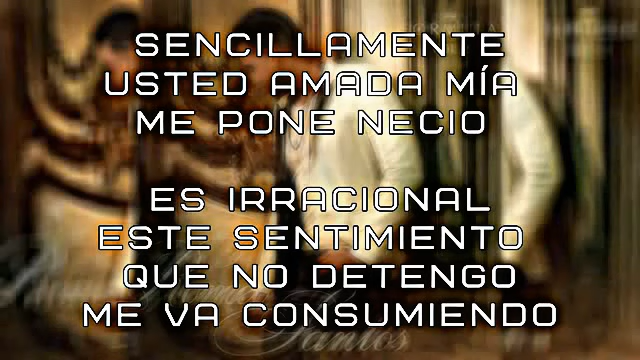 SENCILLAMENTE
USTED AMADA MÍA
ME PONE NECIO
ES IRRACIONAL
ESTE SENTIMIENTO
QUE NO DETENGO
ME VA CONSUMIENDO